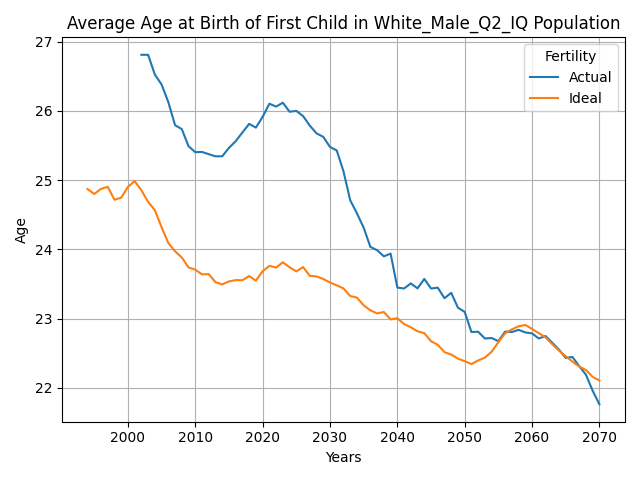 Average Age at Birth of First Child in White_Male_Q2_IQ Population
27
26
25
24
23
22
Age
Fertility
Actual
Ideal
2000 2010 2020 2030 2040 2050 2060 2070
Years